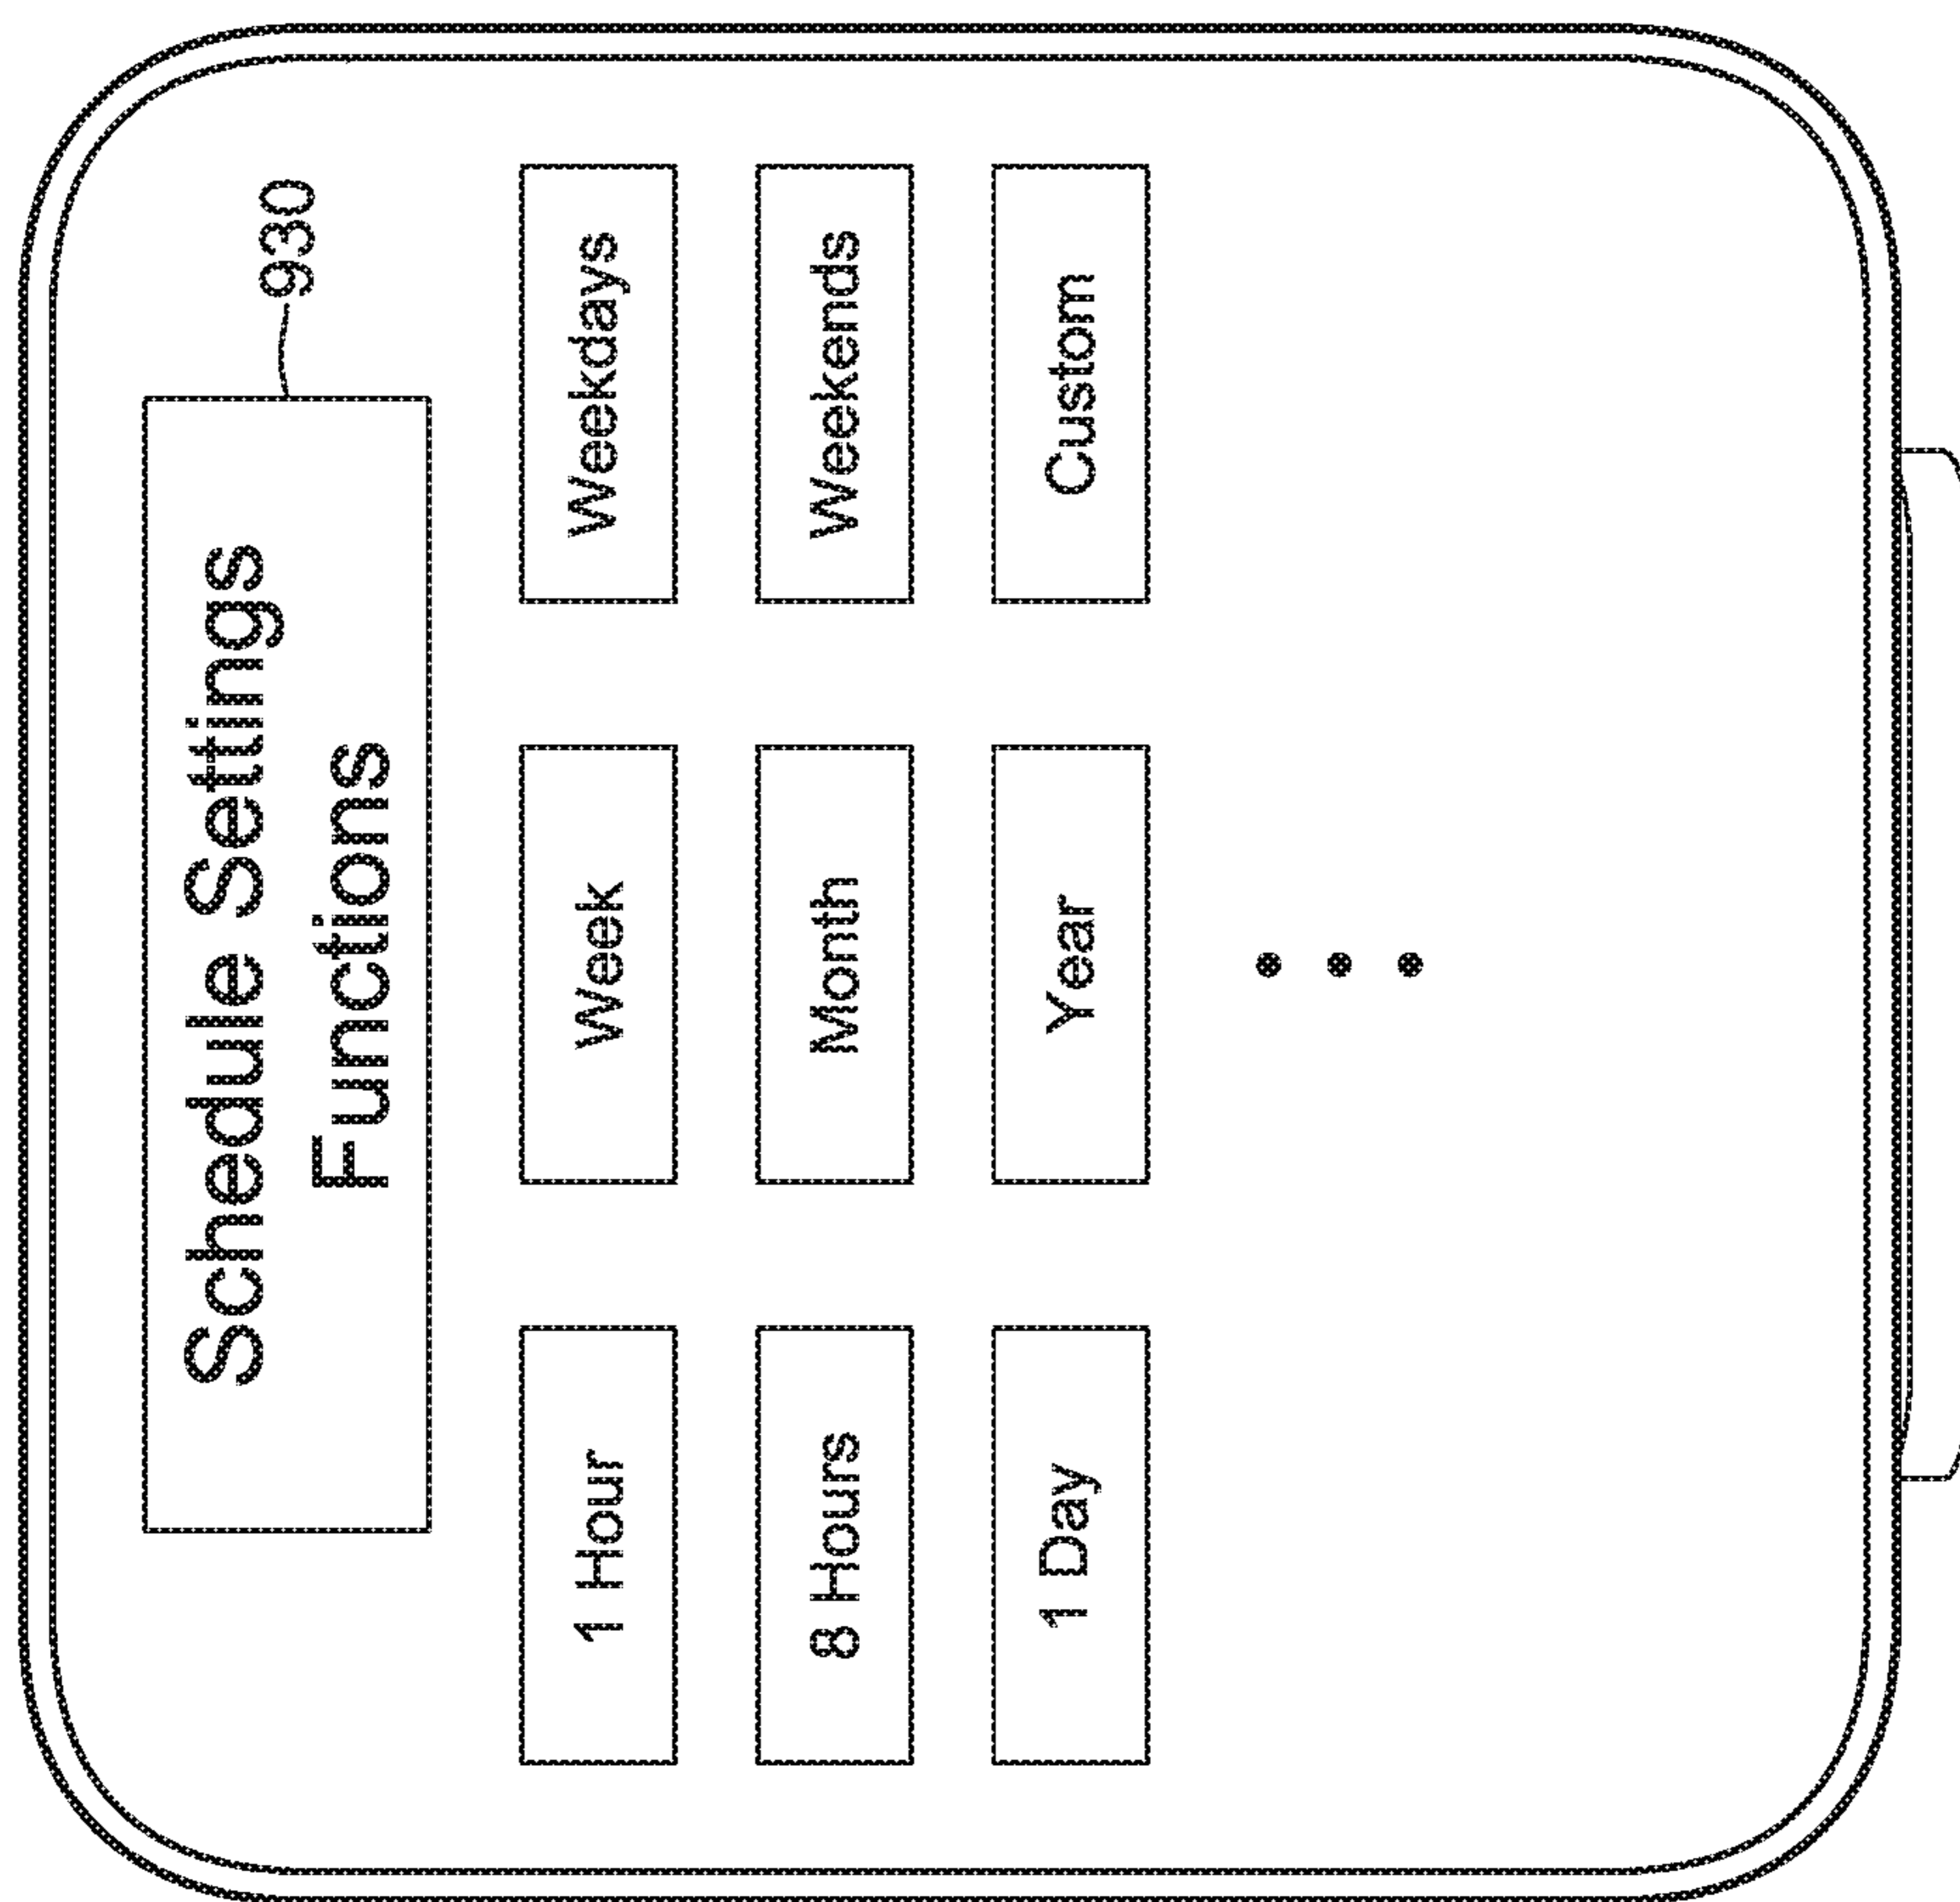 Schedule Settings
Functions
930
1 Hour
Week
Weekdays
8 Hours
Month
Weekends
1 Day
Year
Custom